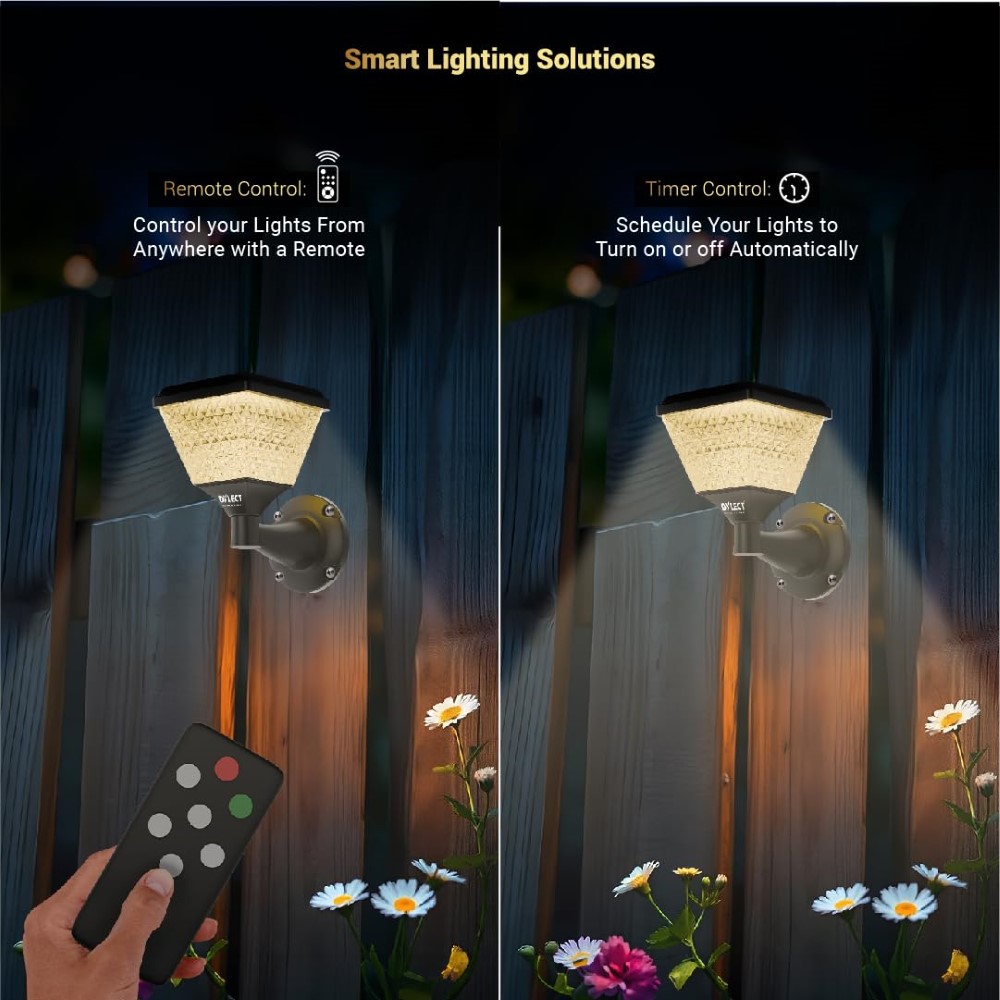 Smart Lighting Solutions
Remote Control:
Control your Lights From
Anywhere with a Remote
Timer Control:
Schedule Your Lights to
Turn on or off Automatically
DYLECT
DYLECT